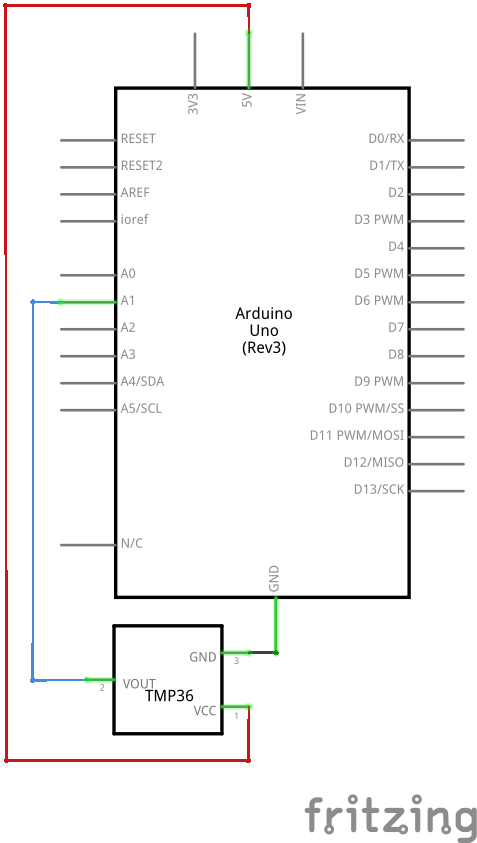 3V3
5V
VIN
RESET
RESET2
AREF
ioref
A0
A1
A2
A3
A4/SDA
A5/SCL
N/C
Arduino
Uno
(Rev3)
D0/RX
D1/TX
D2
D3 PWM
D4
D5 PWM
D6 PWM
D7
D8
D9 PWM
D10 PWM/SS
D11 PWM/MOSI
D12/MISO
D13/SCK
GND
GND
3
2
VOUT
TMP36
VCC
1
fritzing